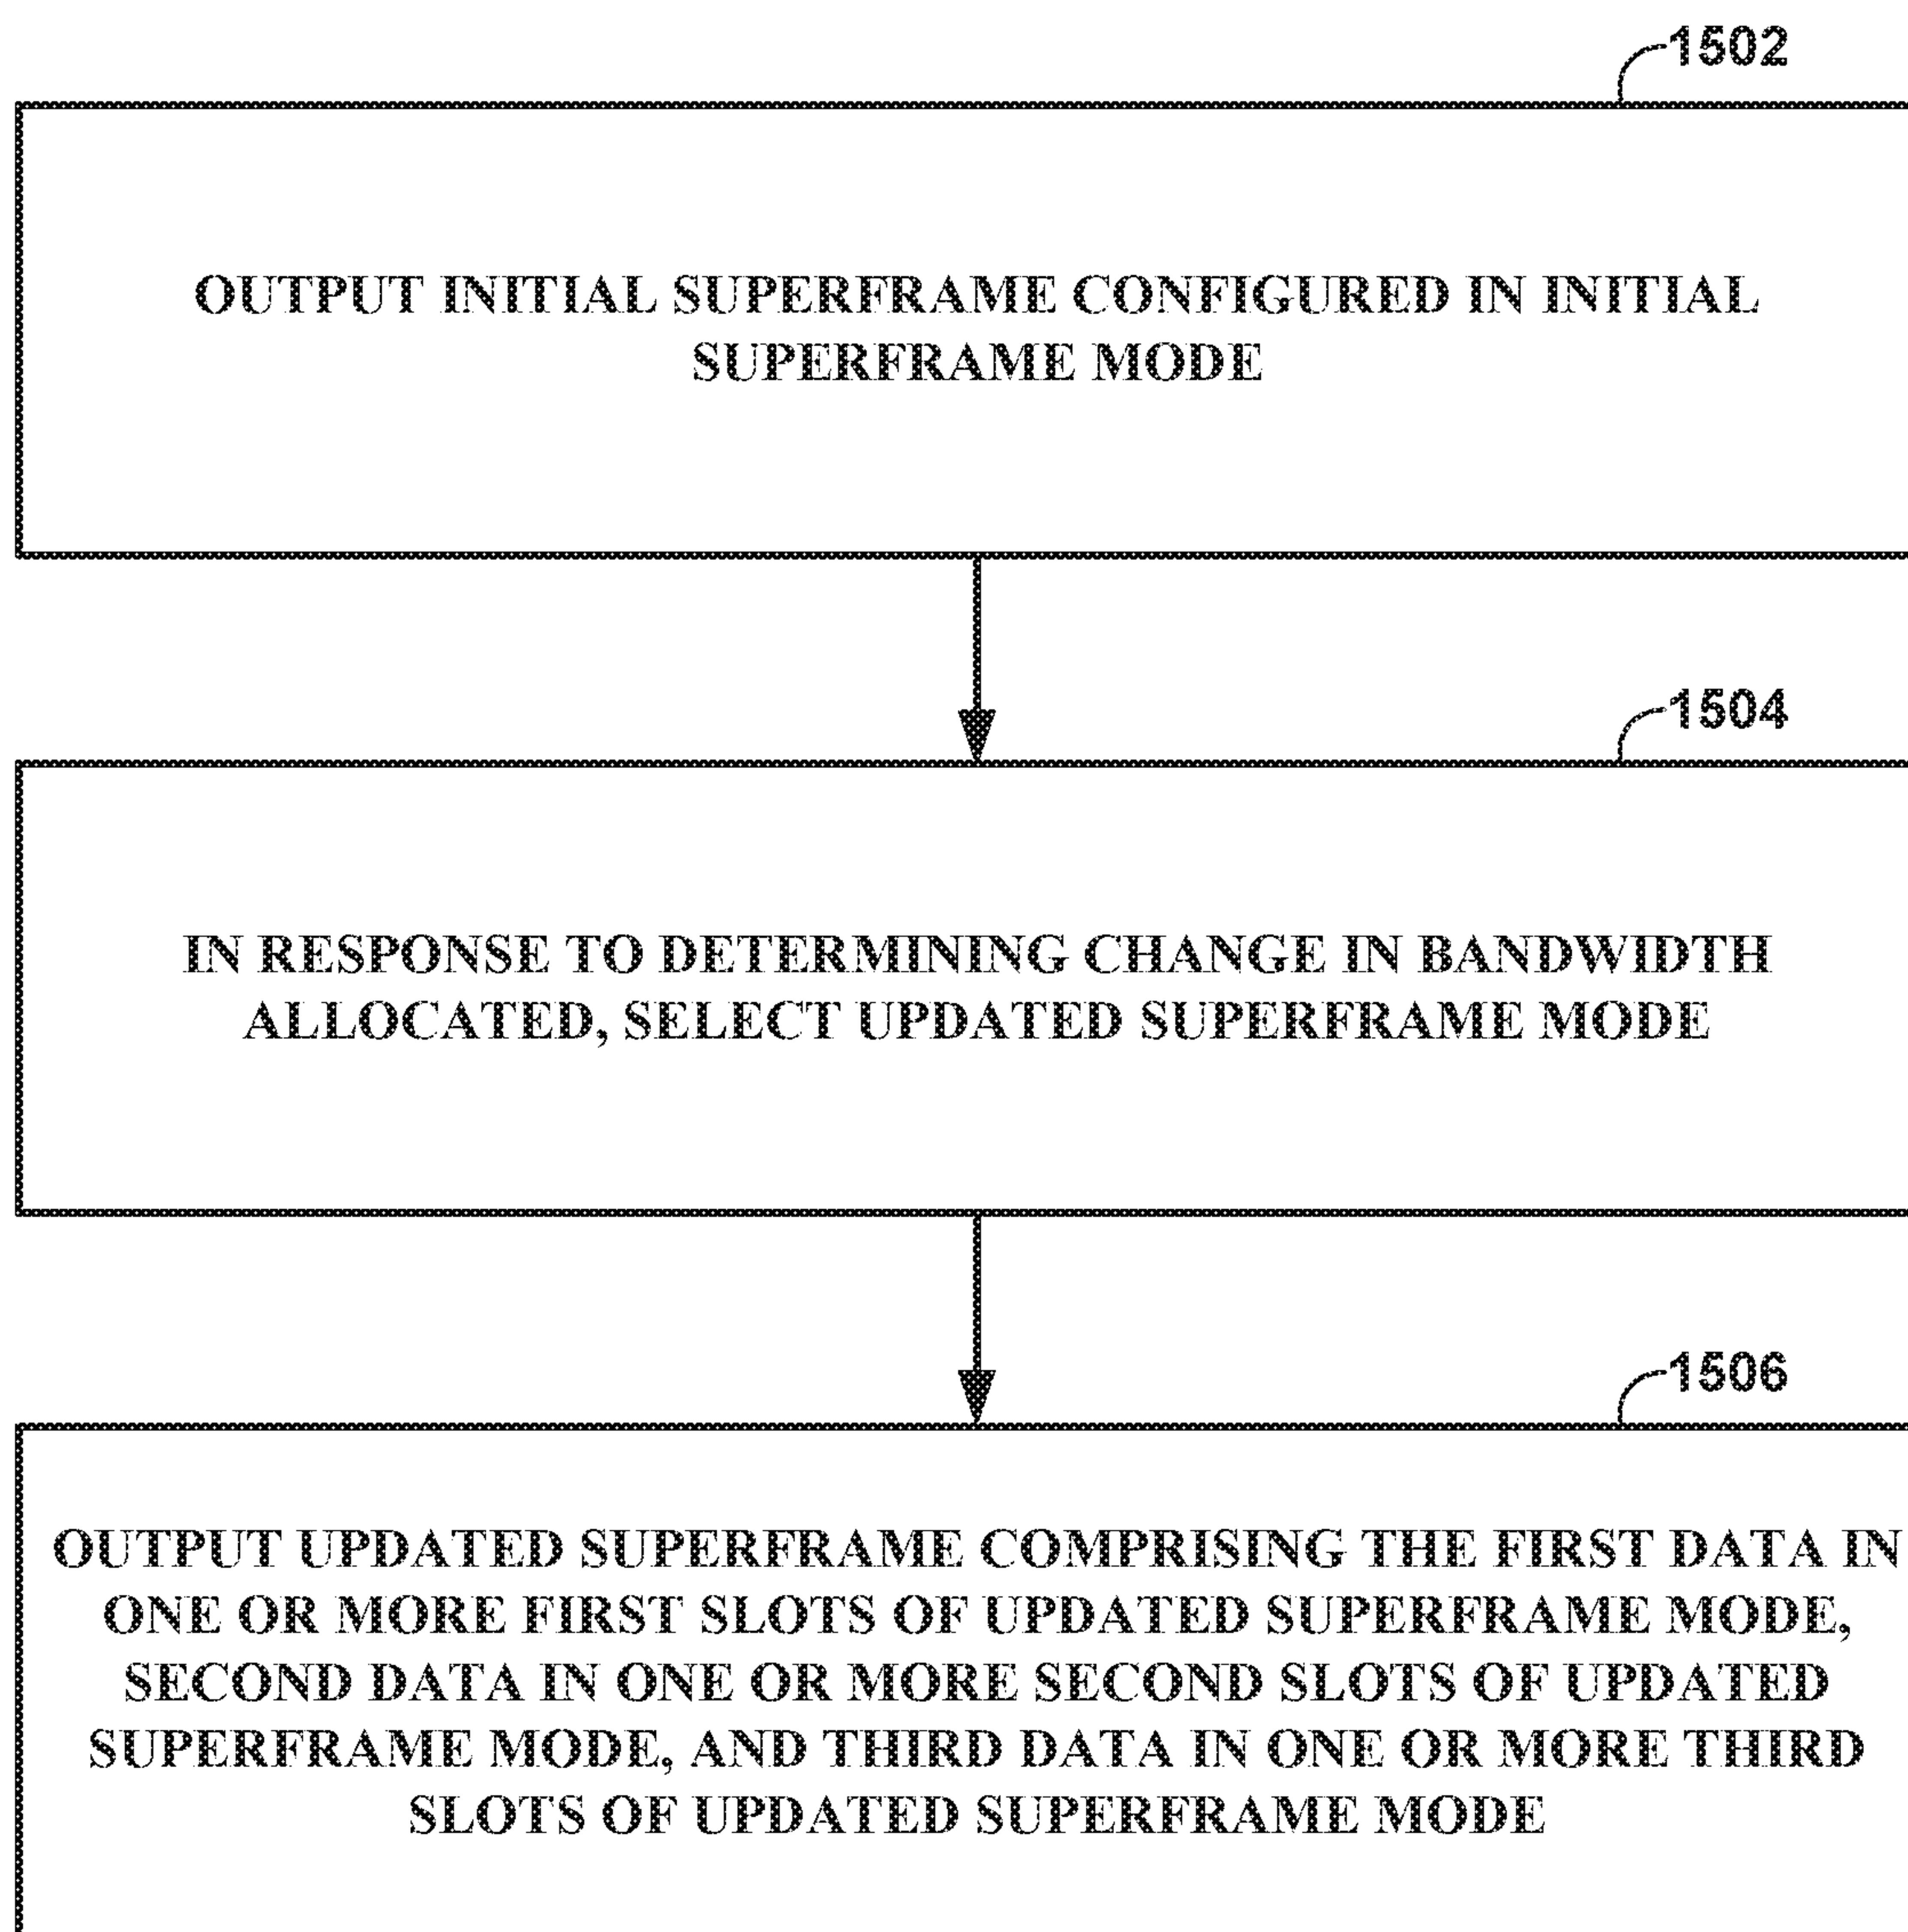 1502
OUTPUT INITIAL SUPERFRAME CONFIGURED IN INITIAL
SUPERFRAME MODE
1504
IN RESPONSE TO DETERMINING CHANGE IN BANDWIDTH
ALLOCATED, SELECT UPDATED SUPERFRAME MODE
1506
OUTPUT UPDATED SUPERFRAME COMPRISING THE FIRST DATA IN
ONE OR MORE FIRST SLOTS OF UPDATED SUPERFRAME MODE,
SECOND DATA IN ONE OR MORE SECOND SLOTS OF UPDATED
SUPERFRAME MODE, AND THIRD DATA IN ONE OR MORE THIRD
SLOTS OF UPDATED SUPERFRAME MODE